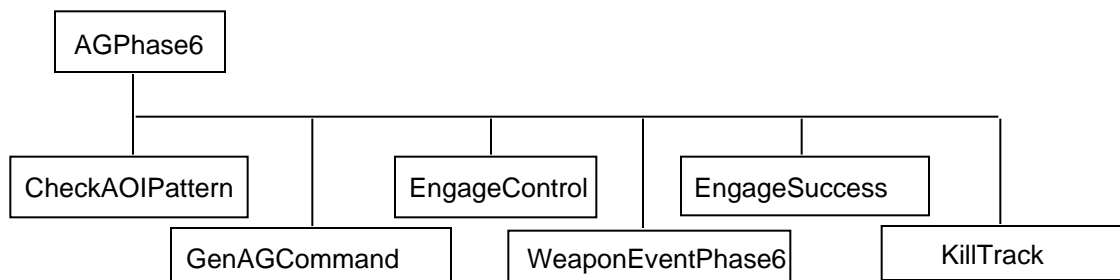 AGPhase6
CheckAOIPattern
EngageControl
EngageSuccess
GenAGCommand
WeaponEventPhase6
KillTrack